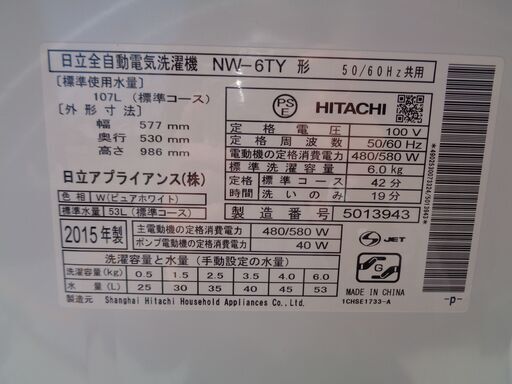 日立全自動電気洗濯機 NW-6TY 形 50/60Hz共用
[標準使用水量]
107L (標準コース)
[外形寸法]
幅 577 mm
奥行 530 mm
高さ 986 mm
日立アプライアンス(株)
色相 W(ピュアホワイト)
標準水量 53L (標準コース)
PS
E
HITACHI
定格電圧 100 V
定格周波数 50/60 Hz
電動機の定格消費電力 480/580 W
標準洗濯容量 6.0kg
定格時間 標準コース 42分
洗いのみ 19分
製造番号 5013943
2015年製
主電動機の定格消費電力 480/580 W
ポンプ電動機の定格消費電力 40 W
S JET
洗濯容量と水量 (手動設定の水量)
洗濯容量(kg) 0.5 1.5 2.5 3.5 4.0 6.0
水量(L) 25 30 35 40 45 53
製造元 Shanghai Hitachi Household Appliances Co.,Ltd.
1CHSE1733-A
G
MADE IN CHINA
-p-